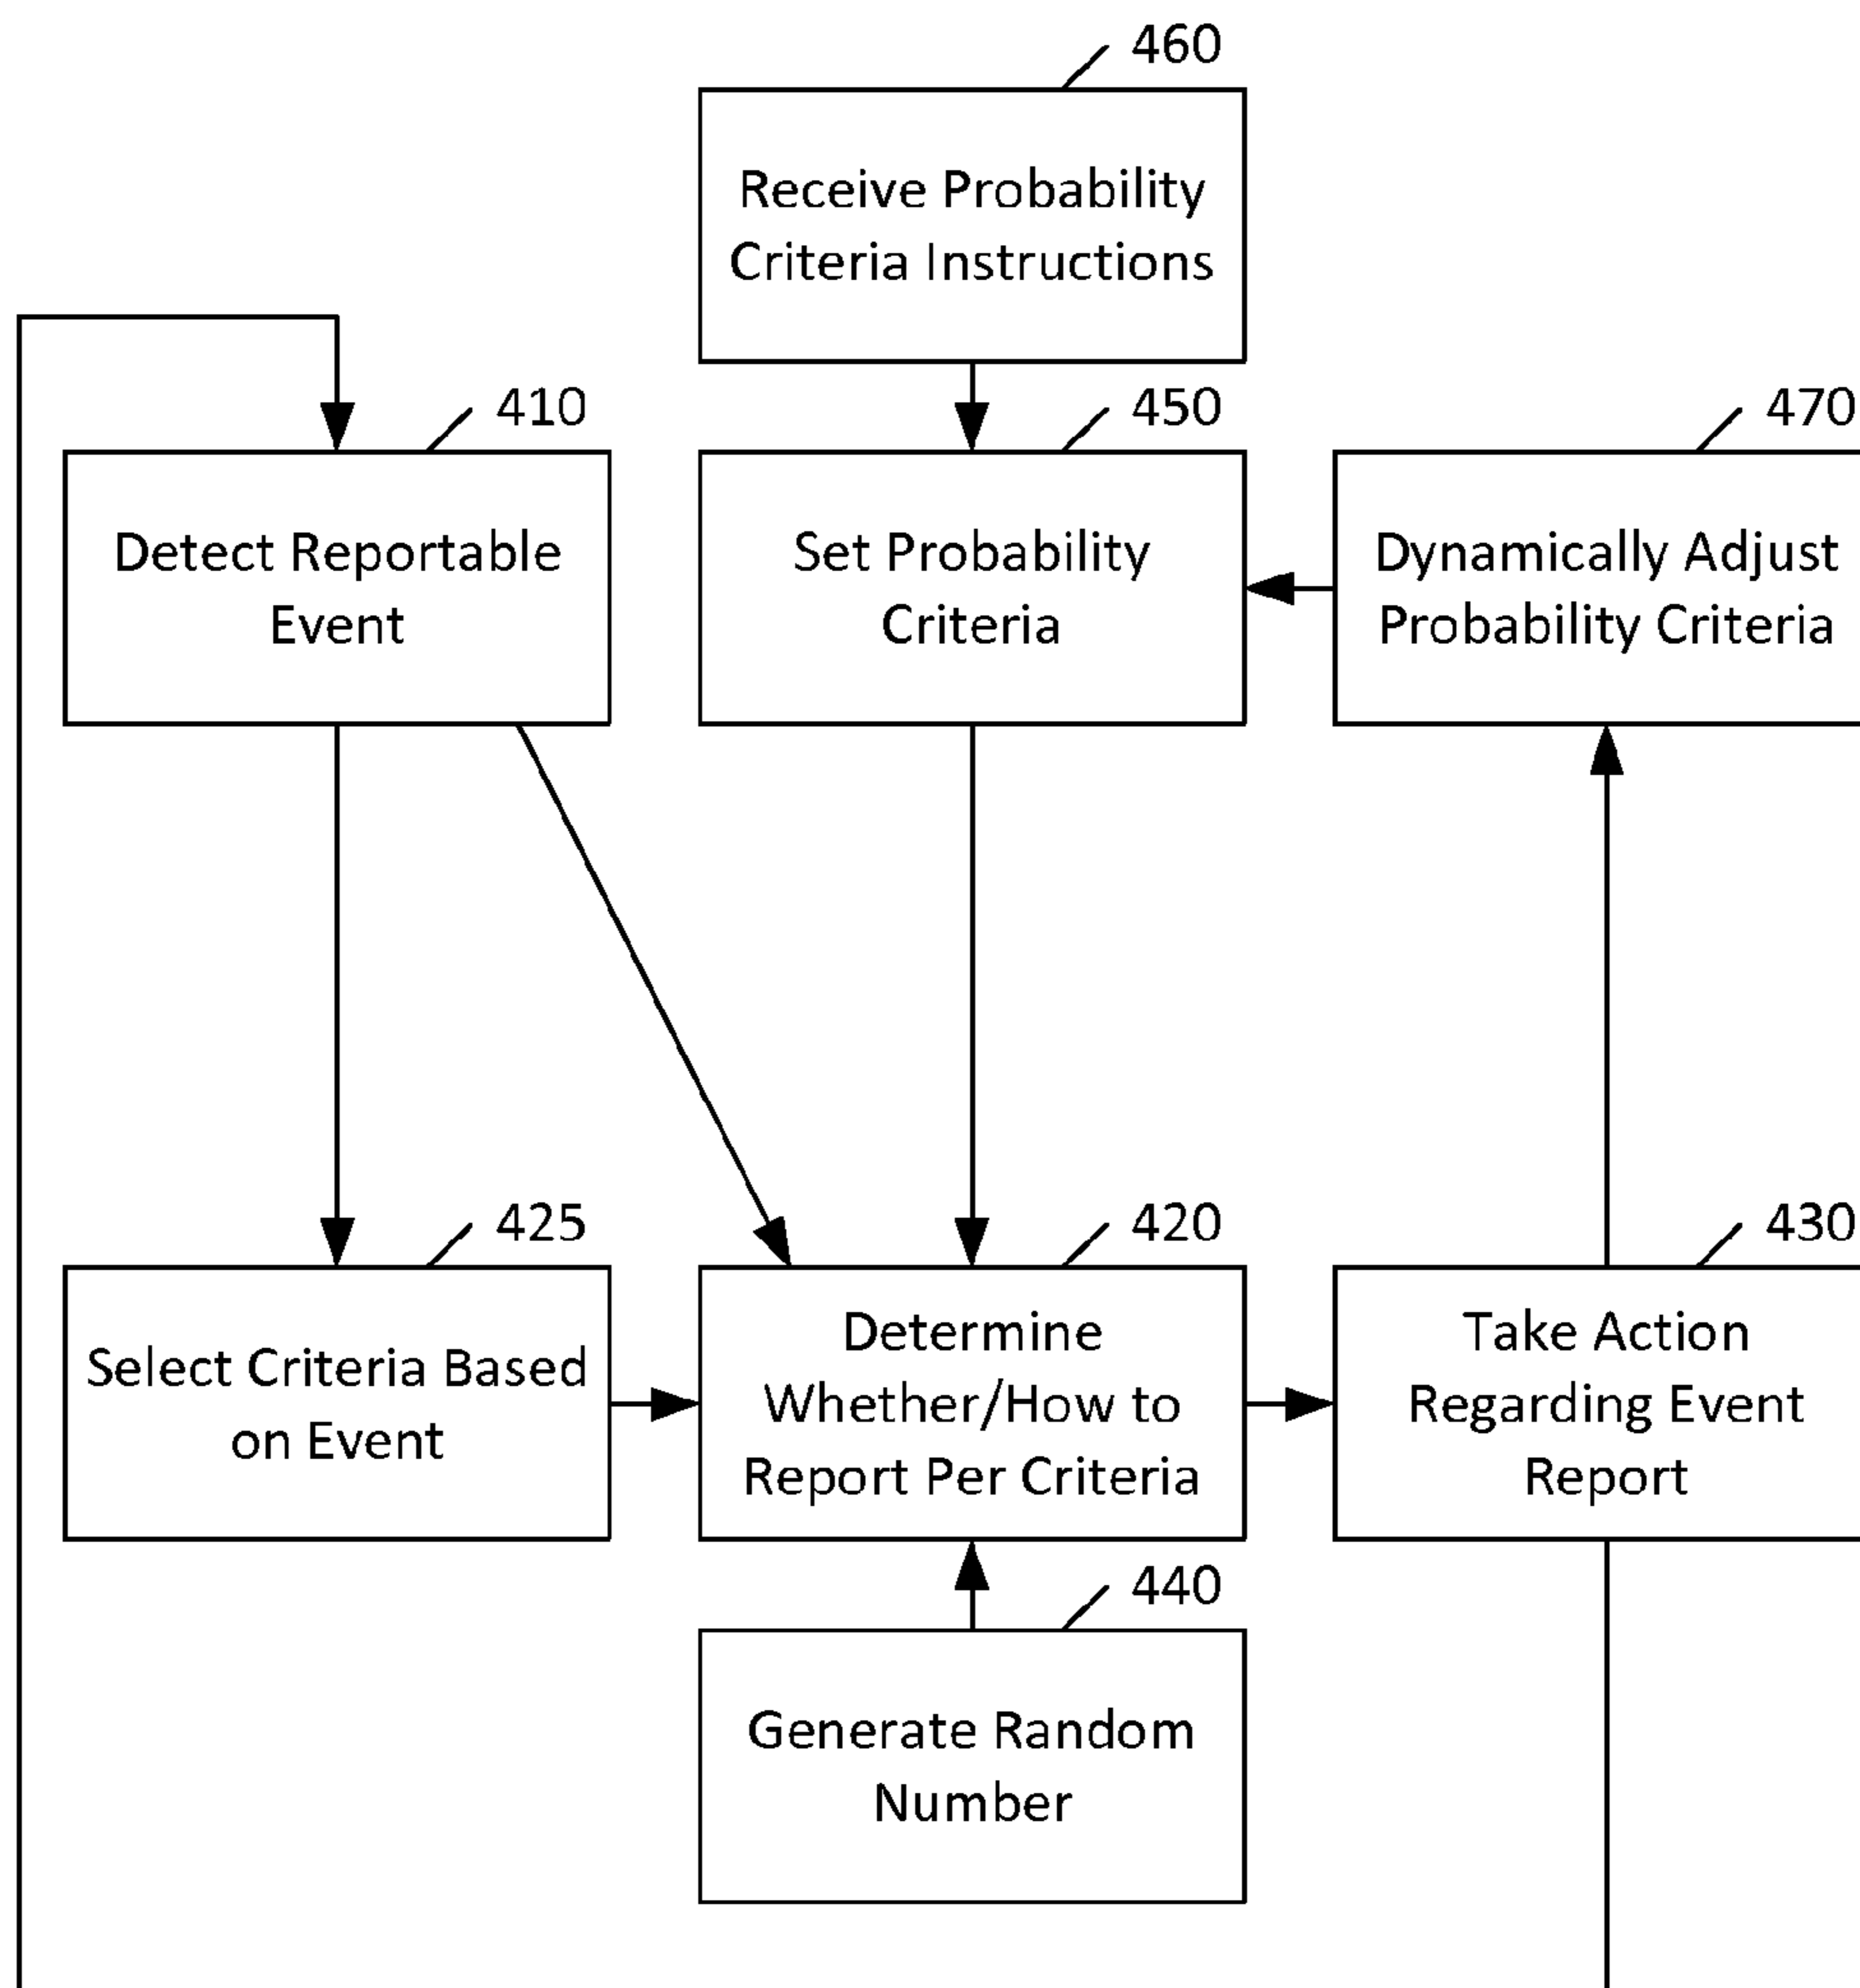 460
Receive Probability
Criteria Instructions
410
Detect Reportable
Event
450
Set Probability
Criteria
470
Dynamically Adjust
Probability Criteria
425
Select Criteria Based
on Event
420
Determine
Whether/How to
Report Per Criteria
430
Take Action
Regarding Event
Report
440
Generate Random
Number